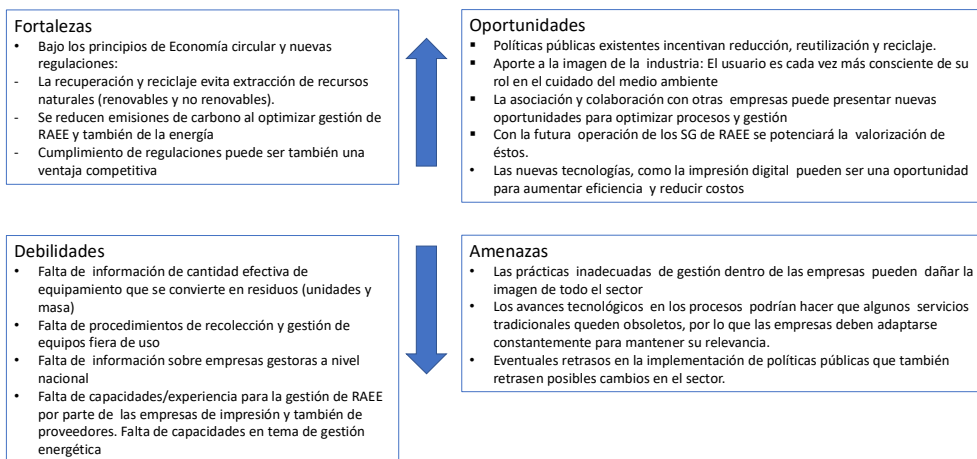 Fortalezas
• Bajo los principios de Economía circular y nuevas
regulaciones:
- La recuperación y reciclaje evita extracción de recursos
naturales (renovables y no renovables).
- Se reducen emisiones de carbono al optimizar gestión de
RAEE y también de la energía
- Cumplimiento de regulaciones puede ser también una
ventaja competitiva
Oportunidades
▪ Políticas públicas existentes incentivan reducción, reutilización y reciclaje.
▪ Aporte a la imagen de la industria: El usuario es cada vez más consciente de su
rol en el cuidado del medio ambiente
▪ La asociación y colaboración con otras empresas puede presentar nuevas
oportunidades para optimizar procesos y gestión
▪ Con la futura operación de los SG de RAEE se potenciará la valorización de
éstos.
• Las nuevas tecnologías, como la impresión digital pueden ser una oportunidad
para aumentar eficiencia y reducir costos
Debilidades
• Falta de información de cantidad efectiva de
equipamiento que se convierte en residuos (unidades y
masa)
• Falta de procedimientos de recolección y gestión de
equipos fiera de uso
• Falta de información sobre empresas gestoras a nivel
nacional
• Falta de capacidades/experiencia para la gestión de RAEE
por parte de las empresas de impresión y también de
proveedores. Falta de capacidades en tema de gestión
energética
Amenazas
• Las prácticas inadecuadas de gestión dentro de las empresas pueden dañar la
imagen de todo el sector
• Los avances tecnológicos en los procesos podrían hacer que algunos servicios
tradicionales queden obsoletos, por lo que las empresas deben adaptarse
constantemente para mantener su relevancia.
• Eventuales retrasos en la implementación de políticas públicas que también
retrasen posibles cambios en el sector.